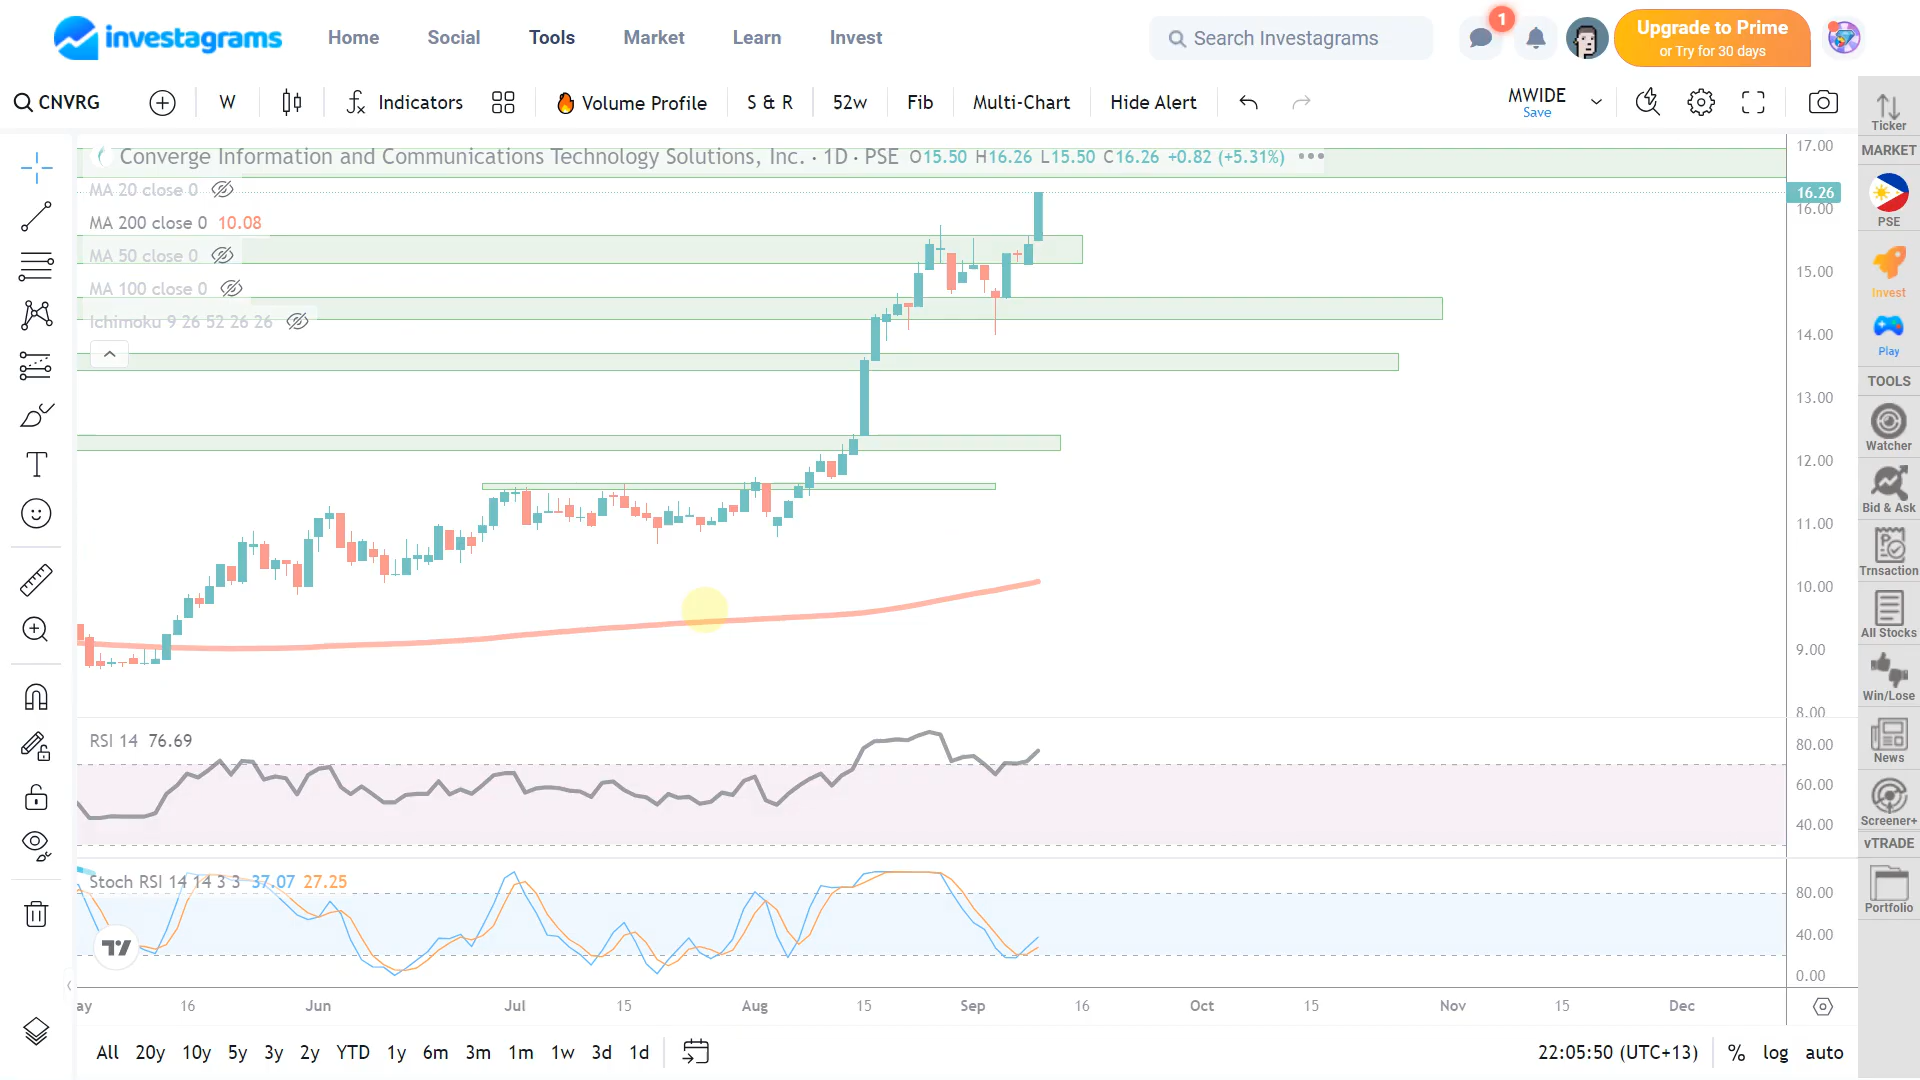 investagrams
Home
Social
Tools
Market
Learn
Invest
Search Investagrams
1
Upgrade to Prime
or Try for 30 days
CNVRG
W
Indicators
Volume Profile
S & R
52w
Fib
Multi-Chart
Hide Alert
MWIDE
Save
Converge Information and Communications Technology Solutions, Inc. · 1D · PSE O15.50 H16.26 L15.50 C16.26 +0.82 (+5.31%)
MA 20 close 0
MA 200 close 0 10.08
MA 50 close 0
MA 100 close 0
Ichimoku 9 26 52 26 26
17.00
16.26
16.00
15.00
14.00
13.00
12.00
11.00
10.00
9.00
8.00
RSI 14 76.69
80.00
60.00
40.00
Stoch RSI 14 14 3 3 37.07 27.25
80.00
40.00
0.00
ay
16
Jun
Jul
15
Aug
15
Sep
16
Oct
15
Nov
15
Dec
All
20y
10y
5y
3y
2y
YTD
1y
6m
3m
1m
1w
3d
1d
22:05:50 (UTC+13)
%
log
auto
Ticker
MARKET
PSE
Invest
Play
TOOLS
Watcher
Bid & Ask
Trnsaction
All Stocks
Win/Lose
News
Screener+
vTRADE
Portfolio